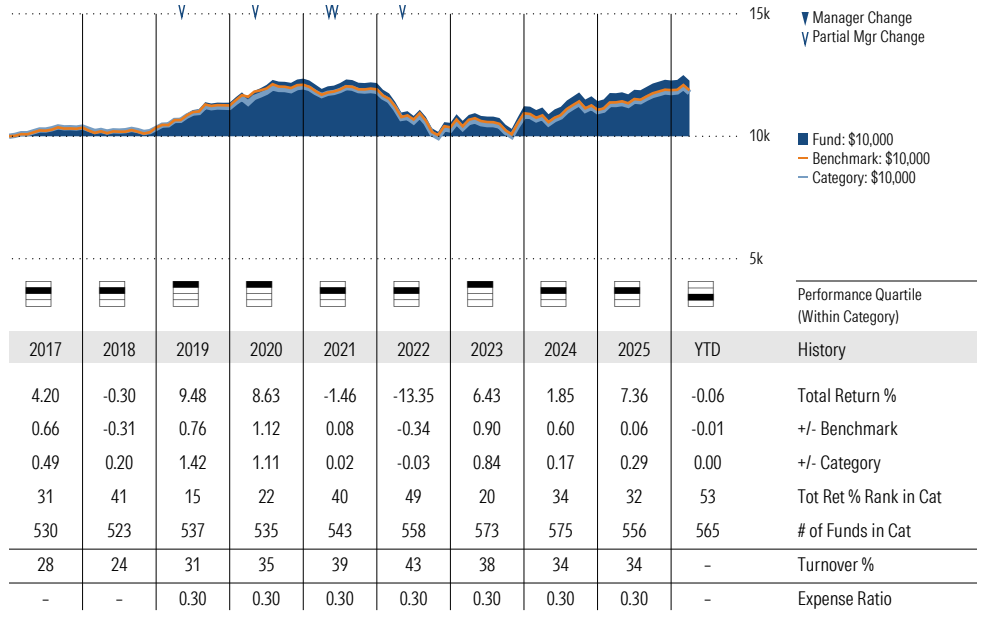 15k
10k
5k
Manager Change
Partial Mgr Change
Fund: $10,000
Benchmark: $10,000
Category: $10,000
Performance Quartile
(Within Category)
2017 2018 2019 2020 2021 2022 2023 2024 2025 YTD History
4.20 -0.30 9.48 8.63 -1.46 -13.35 6.43 1.85 7.36 -0.06 Total Return %
0.66 -0.31 0.76 1.12 0.08 -0.34 0.90 0.60 0.06 -0.01 +/- Benchmark
0.49 0.20 1.42 1.11 0.02 -0.03 0.84 0.17 0.29 0.00 +/- Category
31 41 15 22 40 49 20 34 32 53 Tot Ret % Rank in Cat
530 523 537 535 543 558 573 575 556 565 # of Funds in Cat
28 24 31 35 39 43 38 34 34 – Turnover %
– – 0.30 0.30 0.30 0.30 0.30 0.30 0.30 – Expense Ratio